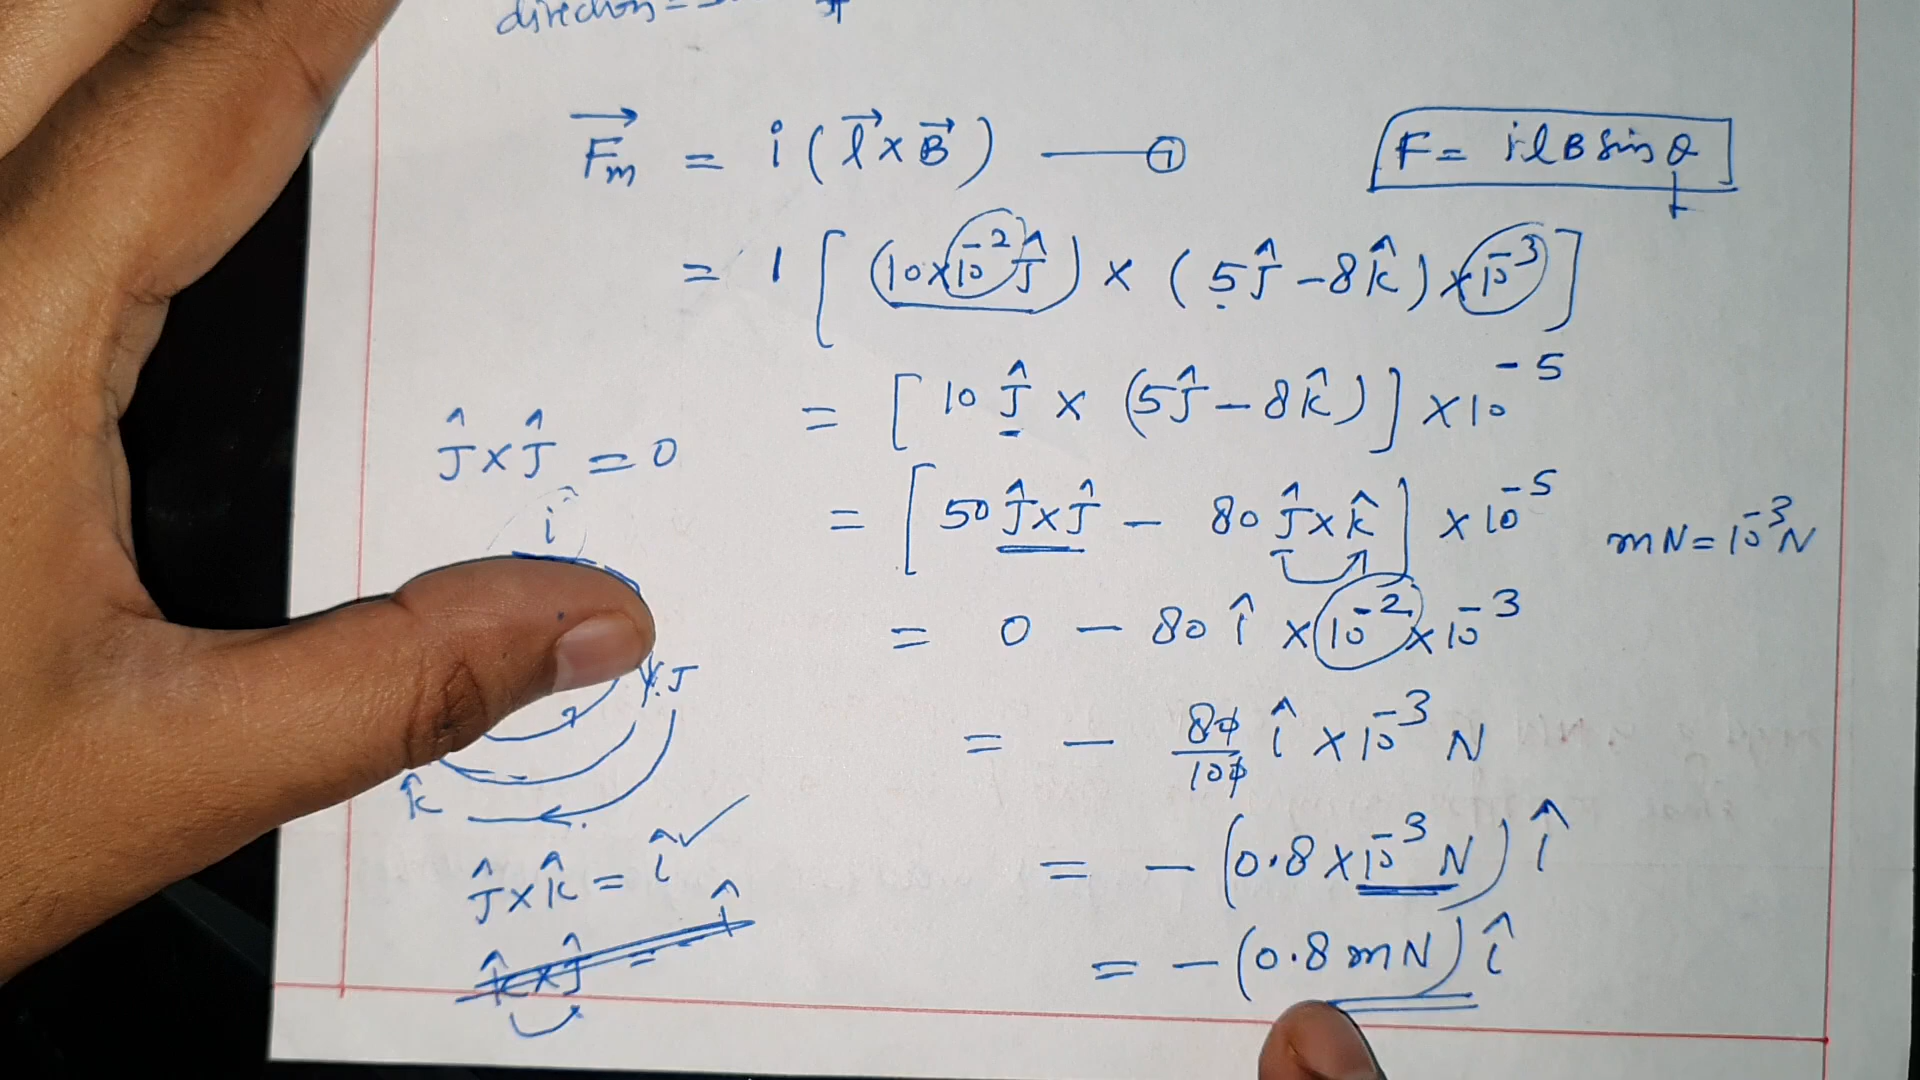 direction =
F⃗m = i ( l⃗ × B⃗ ) —— ①
F = ilB sin θ
= 1 [ (10×10⁻² ĵ) × ( 5ĵ – 8k̂ ) ×10⁻³ ]
= [ 10 ĵ × (5ĵ – 8k̂) ] ×10⁻⁵
ĵ × ĵ = 0
= [ 50 ĵ×ĵ – 80 ĵ×k̂ ] ×10⁻⁵
mN = 10⁻³ N
î
= 0 – 80 î ×10⁻² ×10⁻³
J
= – 80/100 î ×10⁻³ N
k̂
ĵ × k̂ = î ✓
= – (0.8 ×10⁻³ N) î
k̂ × ĵ = – î
= – (0.8 mN) î